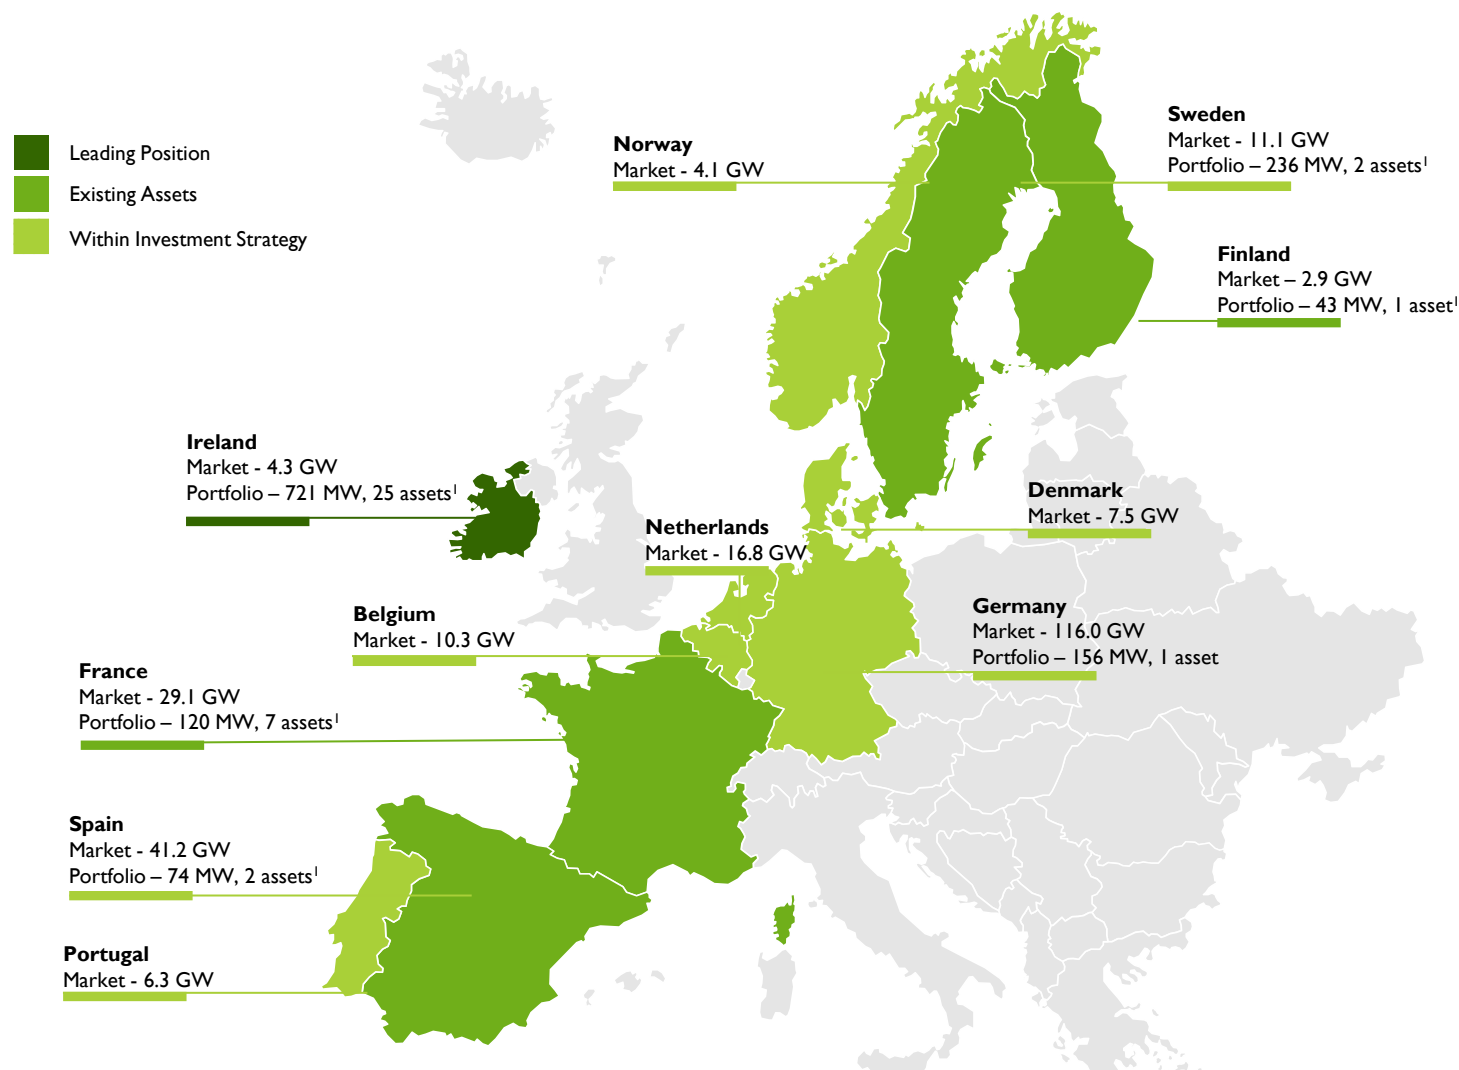 Leading Position
Existing Assets
Within Investment Strategy
Norway
Market - 4.1 GW
Sweden
Market - 11.1 GW
Portfolio – 236 MW, 2 assets¹
Finland
Market – 2.9 GW
Portfolio – 43 MW, 1 asset¹
Ireland
Market - 4.3 GW
Portfolio – 721 MW, 25 assets¹
Denmark
Market - 7.5 GW
Netherlands
Market - 16.8 GW
Belgium
Market - 10.3 GW
Germany
Market - 116.0 GW
Portfolio – 156 MW, 1 asset
France
Market - 29.1 GW
Portfolio – 120 MW, 7 assets¹
Spain
Market - 41.2 GW
Portfolio – 74 MW, 2 assets¹
Portugal
Market - 6.3 GW